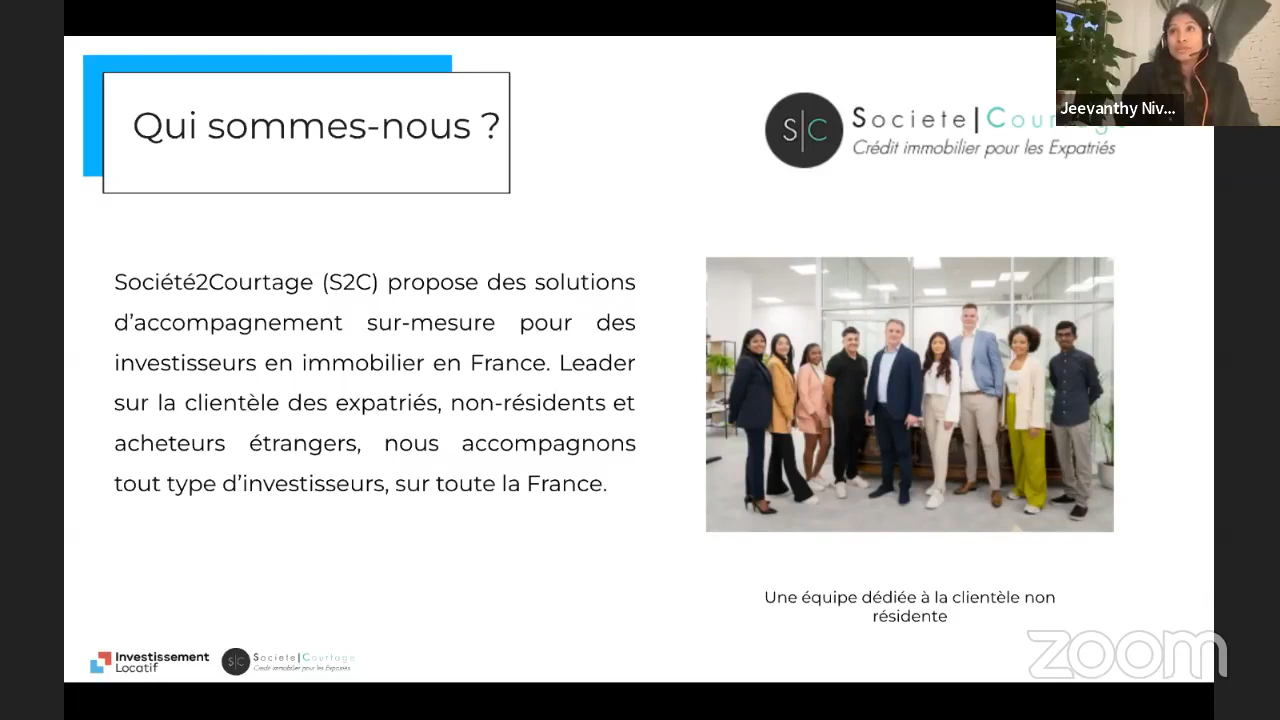 Jeevanthy Niv...
Qui sommes-nous ?
S|C
Societe|Courtage
Crédit immobilier pour les Expatriés
Société2Courtage (S2C) propose des solutions
d'accompagnement sur-mesure pour des
investisseurs en immobilier en France. Leader
sur la clientèle des expatriés, non-résidents et
acheteurs étrangers, nous accompagnons
tout type d'investisseurs, sur toute la France.
Une équipe dédiée à la clientèle non
résidente
Investissement
Locatif
S|C
Societe|Courtage
Crédit immobilier pour les Expatriés
zoom